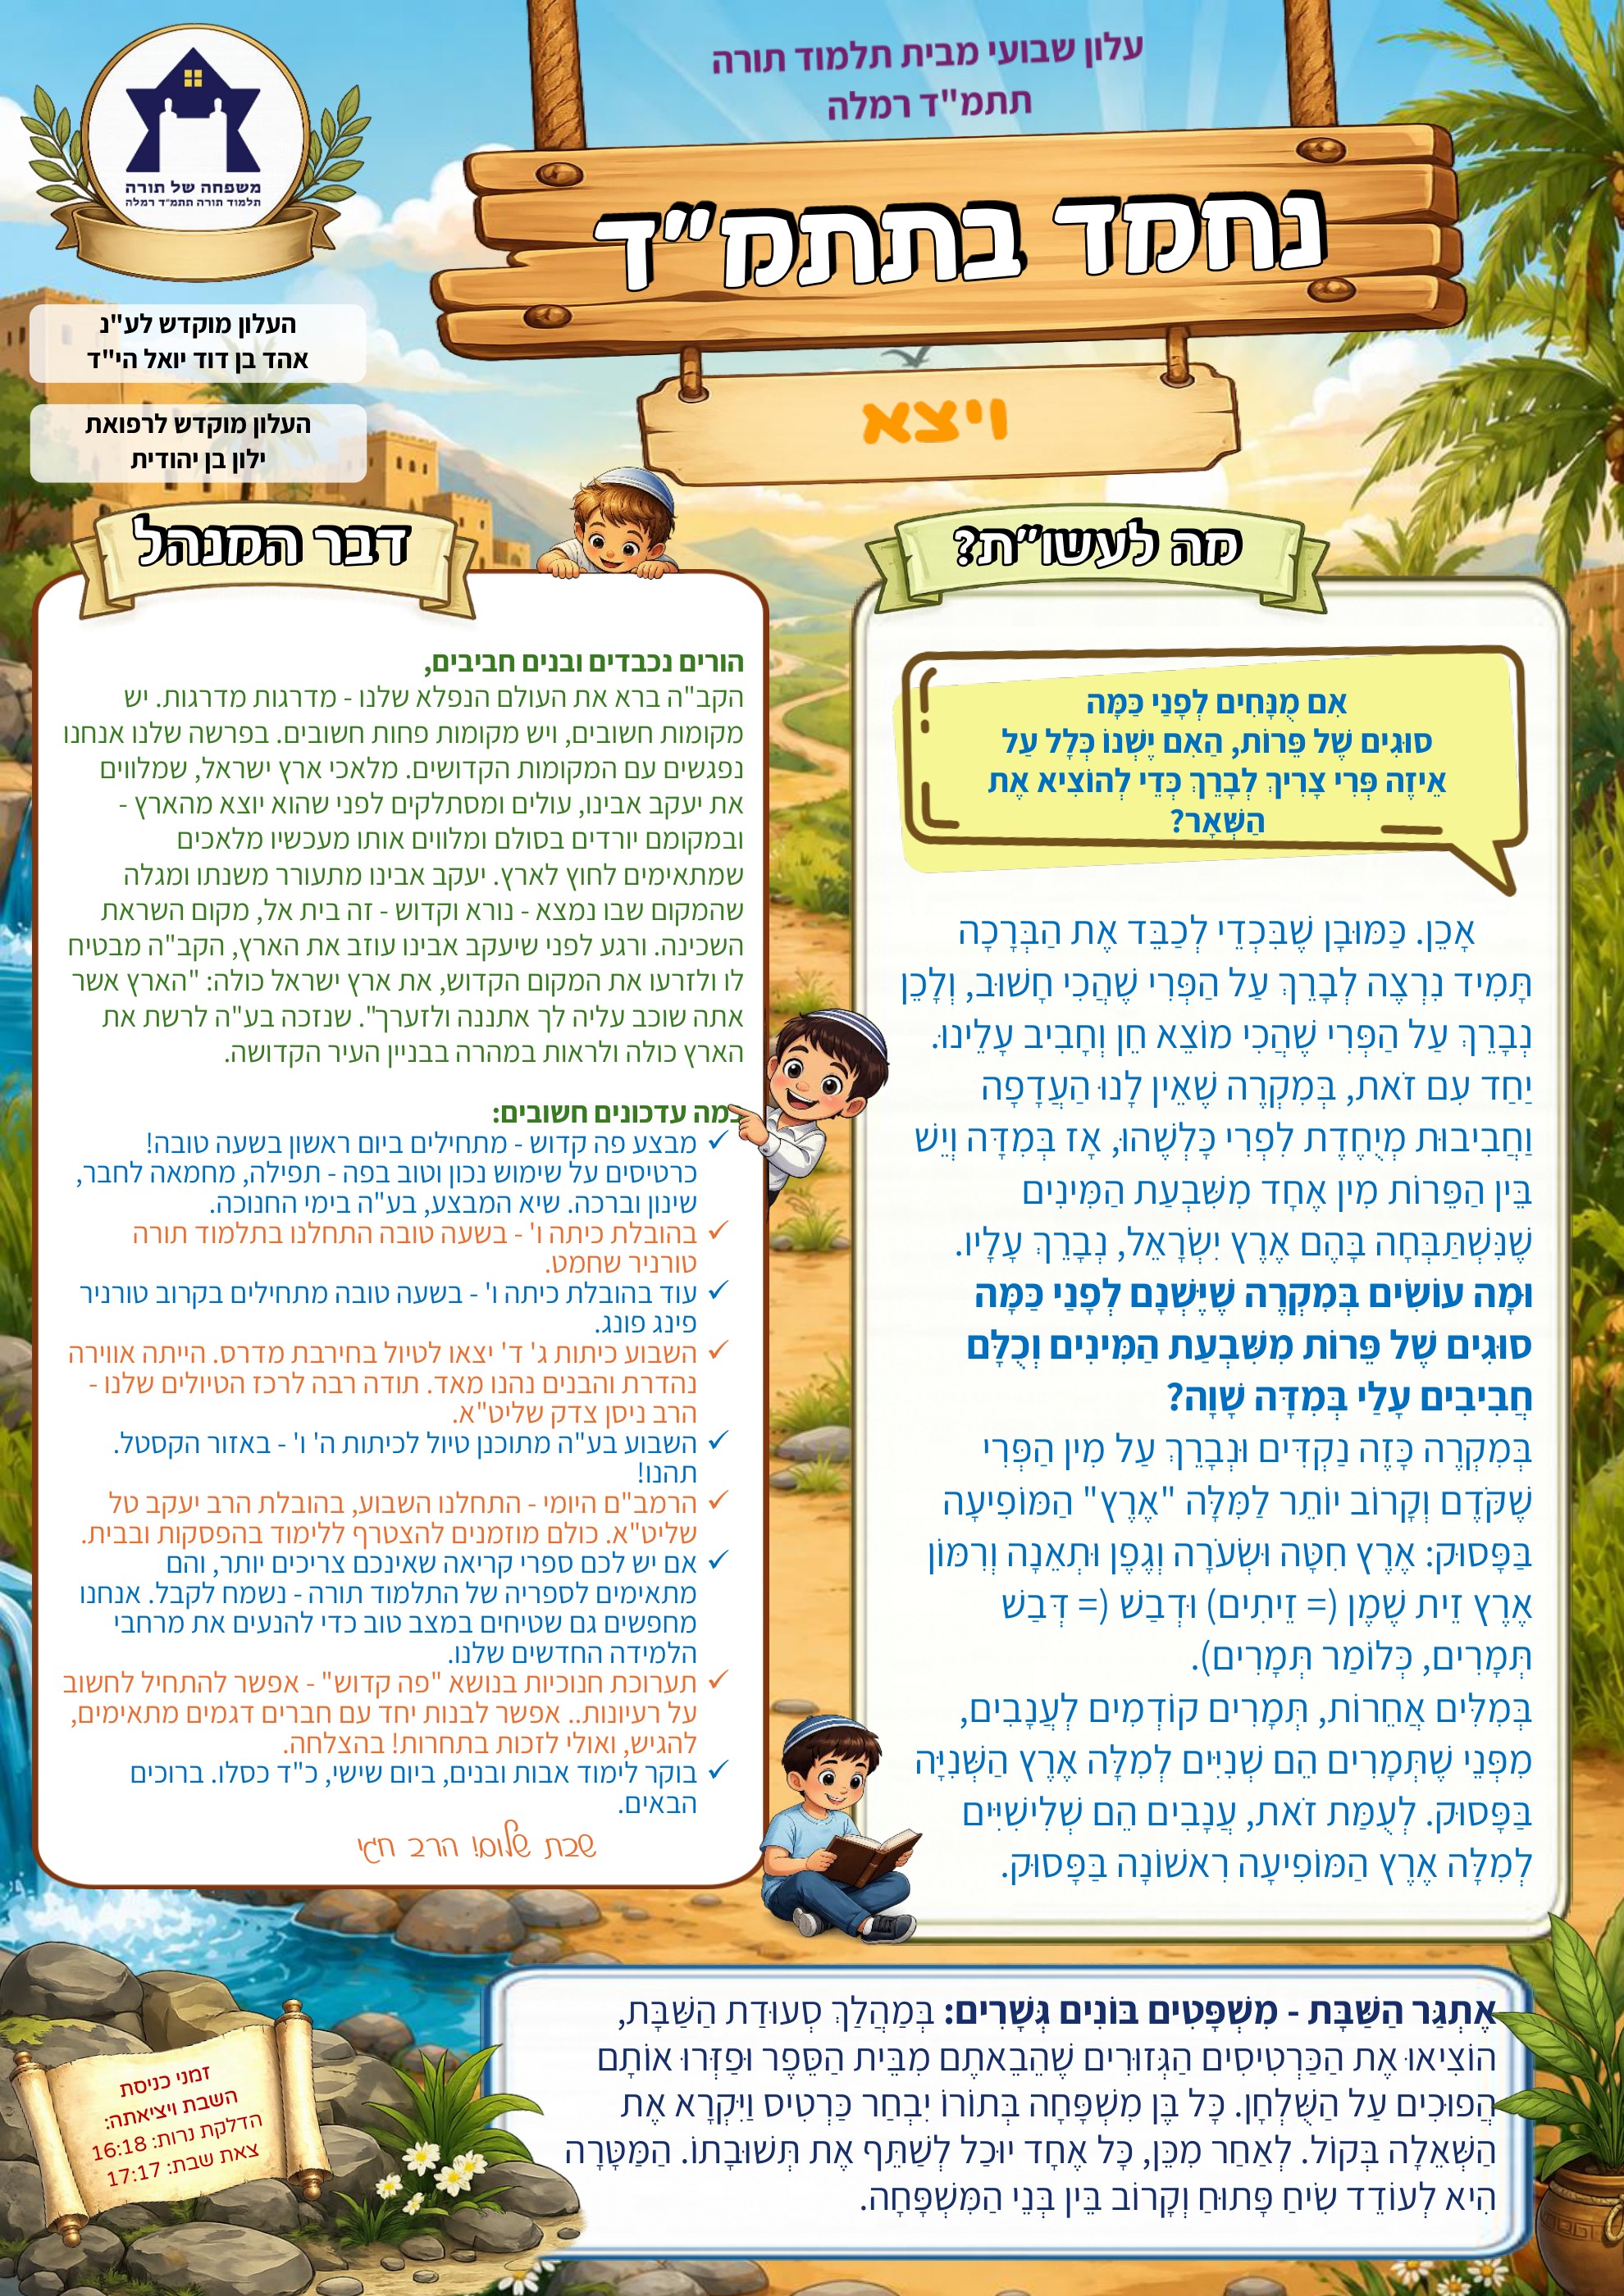 עלון שבועי מבית תלמוד תורה
תתמ"ד רמלה
משפחה של תורה
תלמוד תורה תתמ"ד רמלה
נחמד בתתמ"ד
ויצא
העלון מוקדש לע"נ
אהד בן דוד יואל הי"ד
העלון מוקדש לרפואת
ילון בן יהודית
מה לעשו"ת?
אִם מֻנָּחִים לְפָנַי כַּמָּה
סוּגִים שֶׁל פֵּרוֹת, הַאִם יֶשְׁנוֹ כְּלָל עַל
אֵיזֶה פְּרִי צָרִיךְ לְבָרֵךְ כְּדֵי לְהוֹצִיא אֶת
הַשְּׁאָר?
אָכֵן. כַּמּוּבָן שֶׁבִּכְדֵי לְכַבֵּד אֶת הַבְּרָכָה
תָּמִיד נִרְצֶה לְבָרֵךְ עַל הַפְּרִי שֶׁהֲכִי חָשׁוּב, וְלָכֵן
נְבָרֵךְ עַל הַפְּרִי שֶׁהֲכִי מוֹצֵא חֵן וְחָבִיב עָלֵינוּ.
יַחַד עִם זֹאת, בְּמִקְרֶה שֶׁאֵין לָנוּ הַעֲדָפָה
וַחֲבִיבוּת מְיֻחֶדֶת לִפְרִי כָּלְשֶׁהוּ, אָז בְּמִדָּה וְיֵשׁ
בֵּין הַפֵּרוֹת מִין אֶחָד מִשִּׁבְעַת הַמִּינִים
שֶׁנִּשְׁתַּבְּחָה בָּהֶם אֶרֶץ יִשְׂרָאֵל, נְבָרֵךְ עָלָיו.
וּמָה עוֹשִׂים בְּמִקְרֶה שֶׁיֶּשְׁנָם לְפָנַי כַּמָּה
סוּגִים שֶׁל פֵּרוֹת מִשִּׁבְעַת הַמִּינִים וְכֻלָּם
חֲבִיבִים עָלַי בְּמִדָּה שָׁוָה?
בְּמִקְרֶה כָּזֶה נַקְדִּים וּנְבָרֵךְ עַל מִין הַפְּרִי
שֶׁקֹּדֶם וְקָרוֹב יוֹתֵר לַמִּלָּה "אֶרֶץ" הַמּוֹפִיעָה
בַּפָּסוּק: אֶרֶץ חִטָּה וּשְׂעֹרָה וְגֶפֶן וּתְאֵנָה וְרִמּוֹן
אֶרֶץ זֵית שֶׁמֶן (= זֵיתִים) וּדְבַשׁ (= דְּבַשׁ
תְּמָרִים, כְּלוֹמַר תְּמָרִים).
בְּמִלִּים אֲחֵרוֹת, תְּמָרִים קוֹדְמִים לְעֲנָבִים,
מִפְּנֵי שֶׁתְּמָרִים הֵם שְׁנִיִּים לְמִלָּה אֶרֶץ הַשְּׁנִיָּה
בַּפָּסוּק. לְעֻמַּת זֹאת, עֲנָבִים הֵם שְׁלִישִׁיִּים
לְמִלָּה אֶרֶץ הַמּוֹפִיעָה רִאשׁוֹנָה בַּפָּסוּק.
דבר המנהל
הורים נכבדים ובנים חביבים,
הקב"ה ברא את העולם הנפלא שלנו - מדרגות מדרגות. יש
מקומות חשובים, ויש מקומות פחות חשובים. בפרשה שלנו אנחנו
נפגשים עם המקומות הקדושים. מלאכי ארץ ישראל, שמלווים
את יעקב אבינו, עולים ומסתלקים לפני שהוא יוצא מהארץ -
ובמקומם יורדים בסולם ומלווים אותו מעכשיו מלאכים
שמתאימים לחוץ לארץ. יעקב אבינו מתעורר משנתו ומגלה
שהמקום שבו נמצא - נורא וקדוש - זה בית אל, מקום השראת
השכינה. ורגע לפני שיעקב אבינו עוזב את הארץ, הקב"ה מבטיח
לו ולזרעו את המקום הקדוש, את ארץ ישראל כולה: "הארץ אשר
אתה שוכב עליה לך אתננה ולזערך". שנזכה בע"ה לרשת את
הארץ כולה ולראות במהרה בבניין העיר הקדושה.
כמה עדכונים חשובים:
✓ מבצע פה קדוש - מתחילים ביום ראשון בשעה טובה!
כרטיסים על שימוש נכון וטוב בפה - תפילה, מחמאה לחבר,
שינון וברכה. שיא המבצע, בע"ה בימי החנוכה.
✓ בהובלת כיתה ו' - בשעה טובה התחלנו בתלמוד תורה
טורניר שחמט.
✓ עוד בהובלת כיתה ו' - בשעה טובה מתחילים בקרוב טורניר
פינג פונג.
✓ השבוע כיתות ג' ד' יצאו לטיול בחירבת מדרס. הייתה אווירה
נהדרת והבנים נהנו מאד. תודה רבה לרכז הטיולים שלנו -
הרב ניסן צדק שליט"א.
✓ השבוע בע"ה מתוכנן טיול לכיתות ה' ו' - באזור הקסטל.
תהנו!
✓ הרמב"ם היומי - התחלנו השבוע, בהובלת הרב יעקב טל
שליט"א. כולם מוזמנים להצטרף ללימוד בהפסקות ובבית.
✓ אם יש לכם ספרי קריאה שאינכם צריכים יותר, והם
מתאימים לספריה של התלמוד תורה - נשמח לקבל. אנחנו
מחפשים גם שטיחים במצב טוב כדי להנעים את מרחבי
הלמידה החדשים שלנו.
✓ תערוכת חנוכיות בנושא "פה קדוש" - אפשר להתחיל לחשוב
על רעיונות.. אפשר לבנות יחד עם חברים דגמים מתאימים,
להגיש, ואולי לזכות בתחרות! בהצלחה.
✓ בוקר לימוד אבות ובנים, ביום שישי, כ"ד כסלו. ברוכים
הבאים.
שבת שלום! הרב חגי
אֶתְגַּר הַשַּׁבָּת - מִשְׁפָּטִים בּוֹנִים גְּשָׁרִים: בְּמַהֲלַךְ סְעוּדַת הַשַּׁבָּת,
הוֹצִיאוּ אֶת הַכַּרְטִיסִים הַגְּזוּרִים שֶׁהֵבֵאתֶם מִבֵּית הַסֵּפֶר וּפַזְּרוּ אוֹתָם
הֲפוּכִים עַל הַשֻּׁלְחָן. כָּל בֶּן מִשְׁפָּחָה בְּתוֹרוֹ יִבְחַר כַּרְטִיס וַיִּקְרָא אֶת
הַשְּׁאֵלָה בְּקוֹל. לְאַחַר מִכֵּן, כָּל אֶחָד יוּכַל לְשַׁתֵּף אֶת תְּשׁוּבָתוֹ. הַמַּטָּרָה
הִיא לְעוֹדֵד שִׂיחַ פָּתוּחַ וְקָרוֹב בֵּין בְּנֵי הַמִּשְׁפָּחָה.
זמני כניסת
השבת ויציאתה:
הדלקת נרות: 16:18
צאת שבת: 17:17